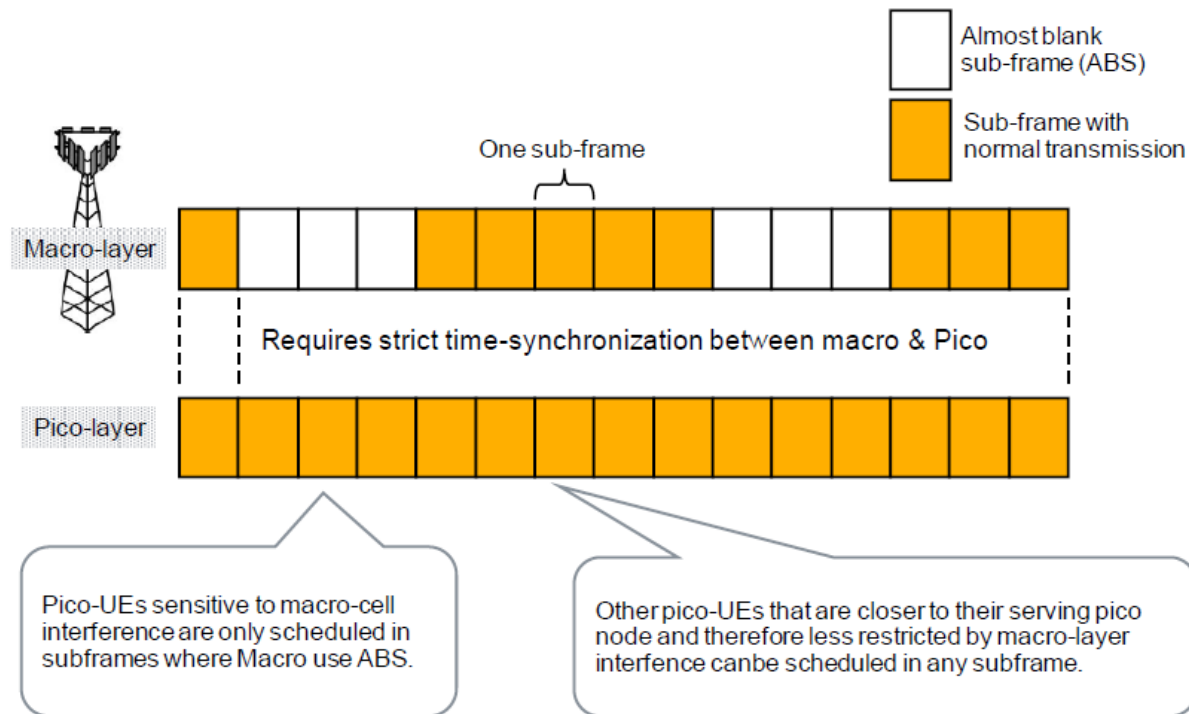 Almost blank
sub-frame (ABS)
Sub-frame with
normal transmission
One sub-frame
Macro-layer
Requires strict time-synchronization between macro & Pico
Pico-layer
Pico-UEs sensitive to macro-cell
interference are only scheduled in
subframes where Macro use ABS.
Other pico-UEs that are closer to their serving pico
node and therefore less restricted by macro-layer
interfence canbe scheduled in any subframe.